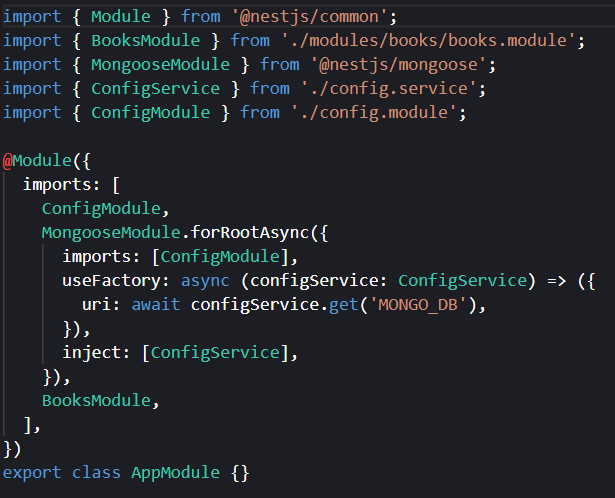 import { Module } from '@nestjs/common';
import { BooksModule } from './modules/books/books.module';
import { MongooseModule } from '@nestjs/mongoose';
import { ConfigService } from './config.service';
import { ConfigModule } from './config.module';

@Module({
  imports: [
    ConfigModule,
    MongooseModule.forRootAsync({
      imports: [ConfigModule],
      useFactory: async (configService: ConfigService) => ({
        uri: await configService.get('MONGO_DB'),
      }),
      inject: [ConfigService],
    }),
    BooksModule,
  ],
})
export class AppModule {}